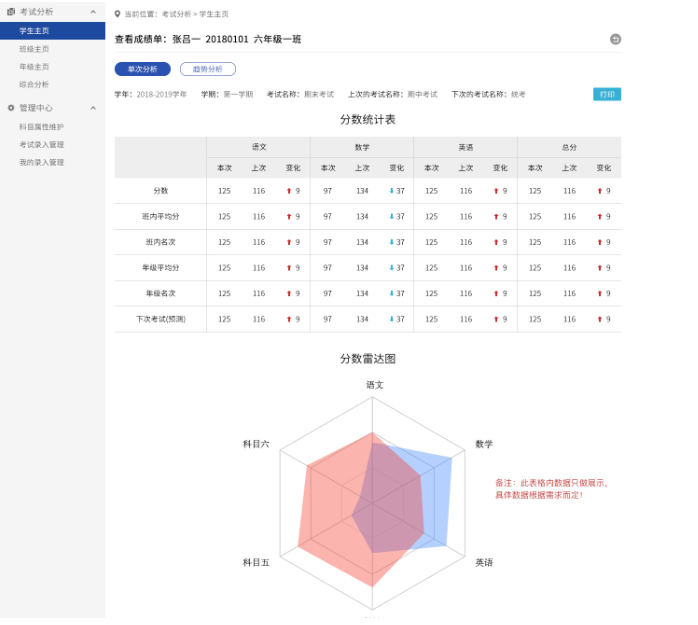 考试分析
学生主页
班级主页
年级主页
综合分析
管理中心
科目属性维护
考试录入管理
我的录入管理
当前位置：考试分析 > 学生主页
查看成绩单：张吕一 20180101 六年级一班
单次分析 趋势分析
学年：2018-2019学年 学期：第一学期 考试名称：期末考试 上次的考试名称：期中考试 下次的考试名称：统考 打印
分数统计表
语文 数学 英语 总分
本次 上次 变化 本次 上次 变化 本次 上次 变化 本次 上次 变化
分数 125 116 9 97 134 37 125 116 9 125 116 9
班内平均分 125 116 9 97 134 37 125 116 9 125 116 9
班内名次 125 116 9 97 134 37 125 116 9 125 116 9
年级平均分 125 116 9 97 134 37 125 116 9 125 116 9
年级名次 125 116 9 97 134 37 125 116 9 125 116 9
下次考试(预测) 125 116 9 97 134 37 125 116 9 125 116 9
分数雷达图
语文
科目六 数学
备注：此表格内数据只做展示,
具体数据根据需求而定!
科目五 英语